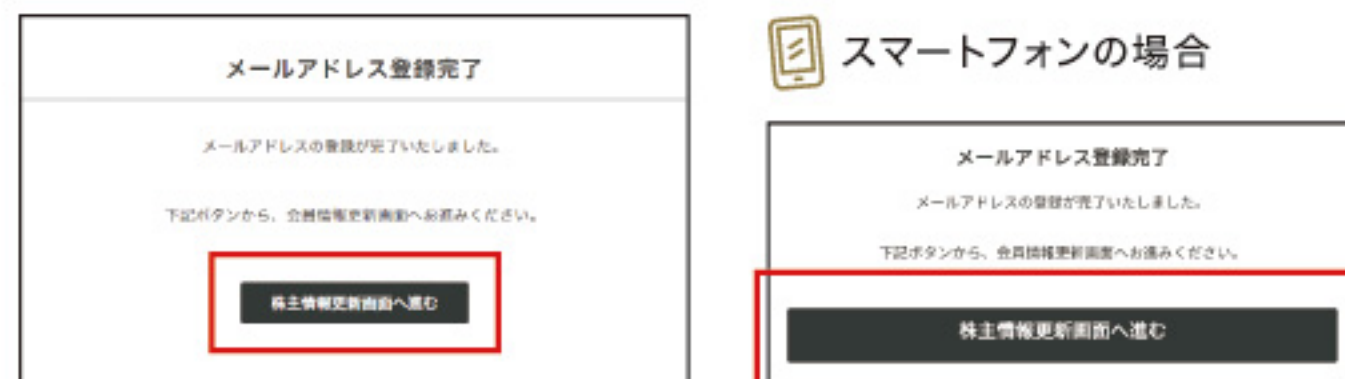 メールアドレス登録完了
メールアドレスの登録が完了いたしました。
下記ボタンから、会員情報更新画面へお進みください。
株主情報更新画面へ進む
スマートフォンの場合
メールアドレス登録完了
メールアドレスの登録が完了いたしました。
下記ボタンから、会員情報更新画面へお進みください。
株主情報更新画面へ進む